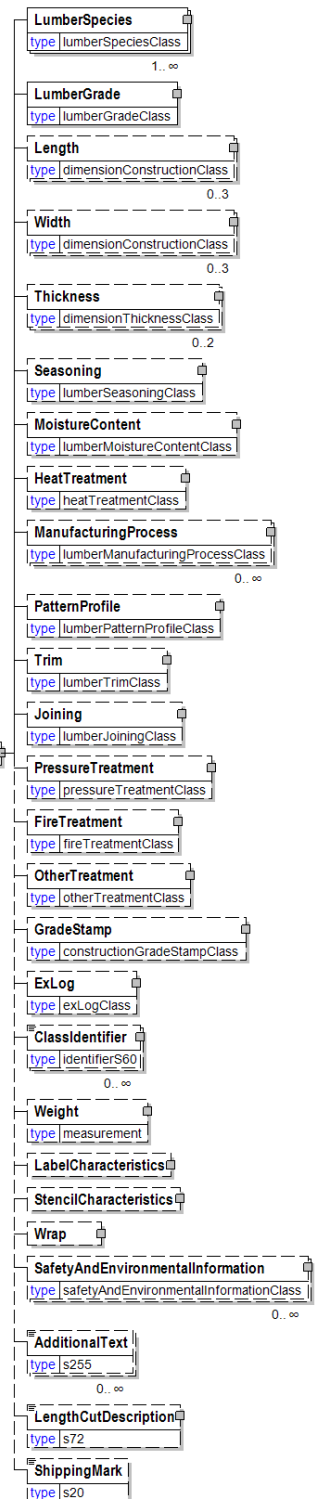 LumberSpecies
type lumberSpeciesClass
1.. ∞
LumberGrade
type lumberGradeClass
Length
type dimensionConstructionClass
0..3
Width
type dimensionConstructionClass
0..3
Thickness
type dimensionThicknessClass
0..2
Seasoning
type lumberSeasoningClass
MoistureContent
type lumberMoistureContentClass
HeatTreatment
type heatTreatmentClass
ManufacturingProcess
type lumberManufacturingProcessClass
0.. ∞
PatternProfile
type lumberPatternProfileClass
Trim
type lumberTrimClass
Joining
type lumberJoiningClass
PressureTreatment
type pressureTreatmentClass
FireTreatment
type fireTreatmentClass
OtherTreatment
type otherTreatmentClass
GradeStamp
type constructionGradeStampClass
ExLog
type exLogClass
ClassIdentifier
type identifierS60
0.. ∞
Weight
type measurement
LabelCharacteristics
StencilCharacteristics
Wrap
SafetyAndEnvironmentalInformation
type safetyAndEnvironmentalInformationClass
0.. ∞
AdditionalText
type s255
0.. ∞
LengthCutDescription
type s72
ShippingMark
type s20